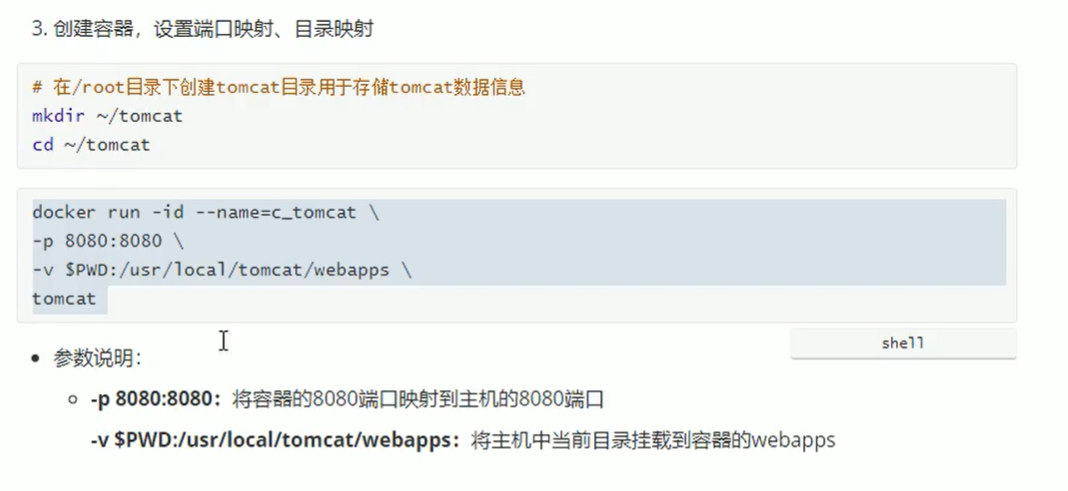 3. 创建容器，设置端口映射、目录映射
# 在/root目录下创建tomcat目录用于存储tomcat数据信息
mkdir ~/tomcat
cd ~/tomcat
docker run -id --name=c_tomcat \
-p 8080:8080 \
-v $PWD:/usr/local/tomcat/webapps \
tomcat
shell
• 参数说明：
○ -p 8080:8080：将容器的8080端口映射到主机的8080端口
-v $PWD:/usr/local/tomcat/webapps：将主机中当前目录挂载到容器的webapps